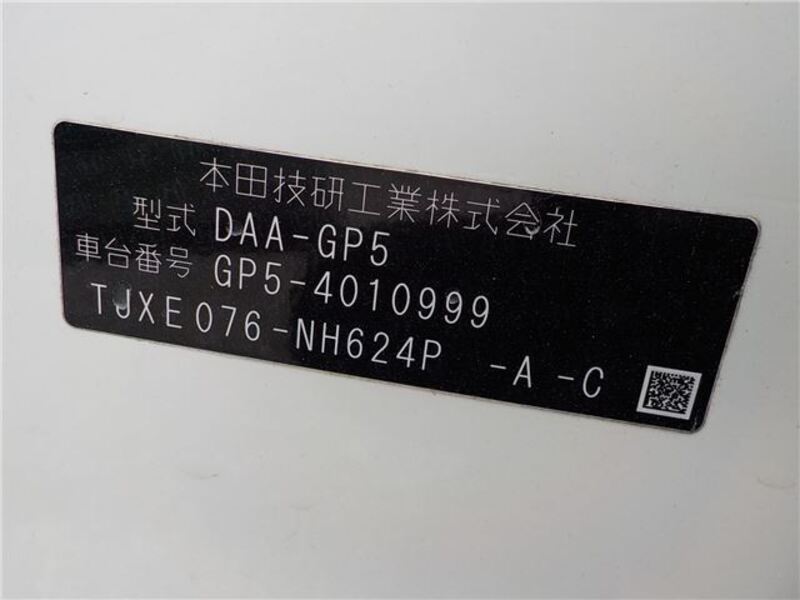 本田技研工業株式会社
型式 DAA-GP5
車台番号 GP5-4010999
TJXE076-NH624P -A -C